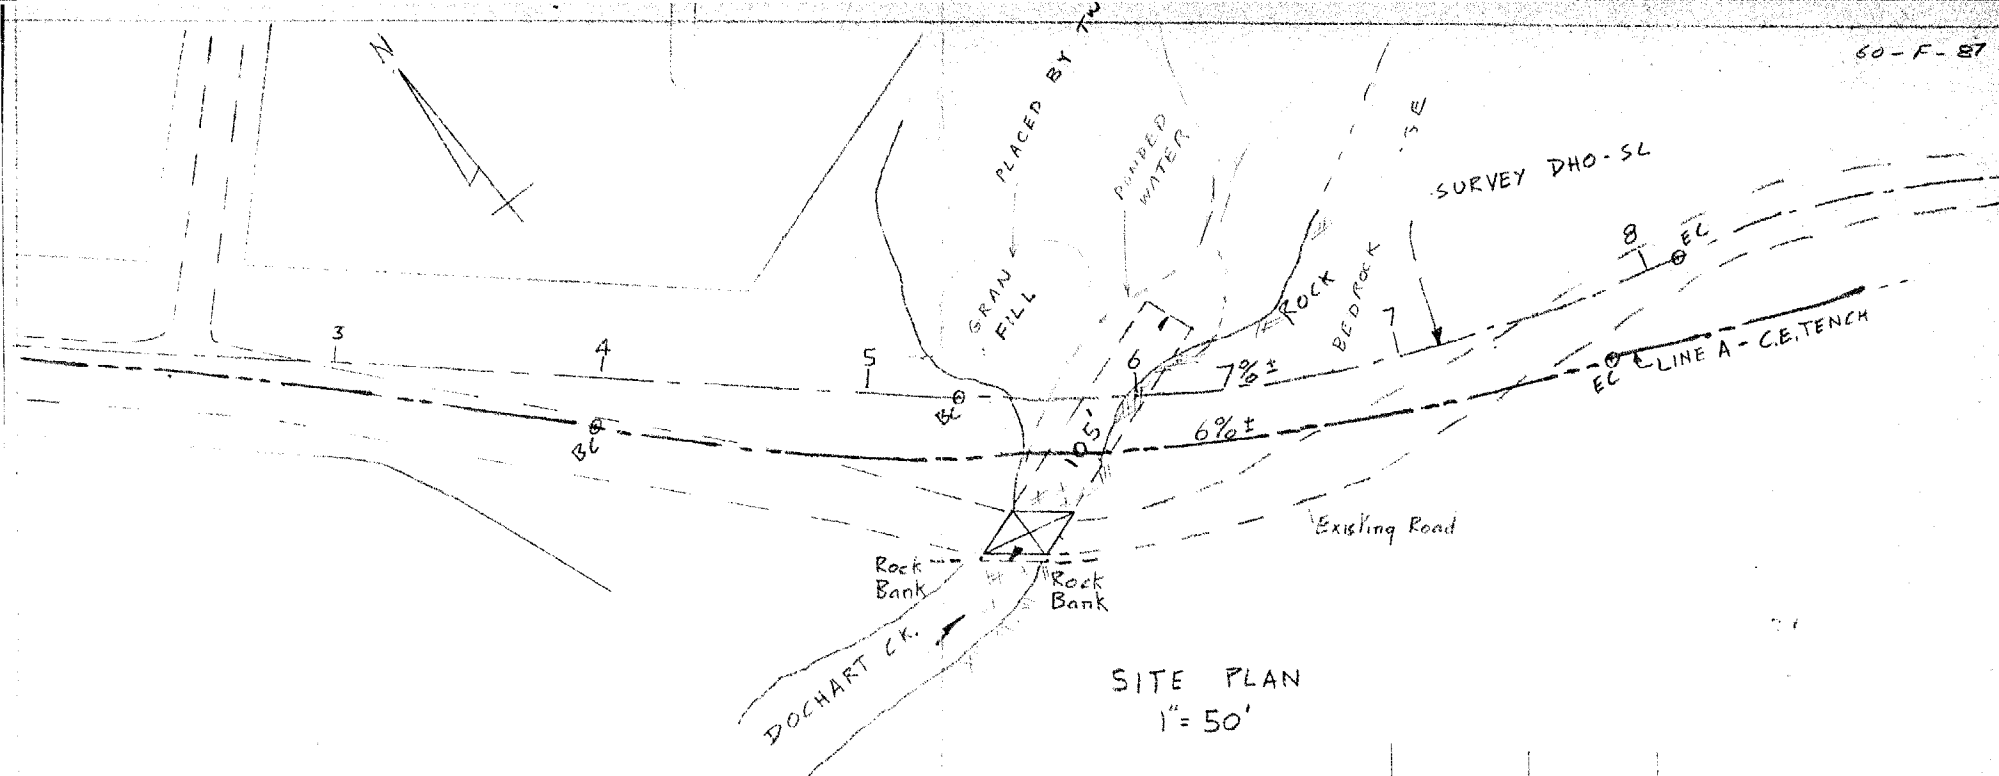 60-F-87
N
PLACED BY TW
GRAN
FILL
PONDED
WATER
ROCK
BEDROCK
SURVEY DHO-SL
3
4
5
6
7
8
BC
EC
7%±
BC
6%±
EC
℄ LINE A - C.E. TENCH
105'
Existing Road
Rock
Bank
Rock
Bank
DOCHART CK.
SITE PLAN
1" = 50'